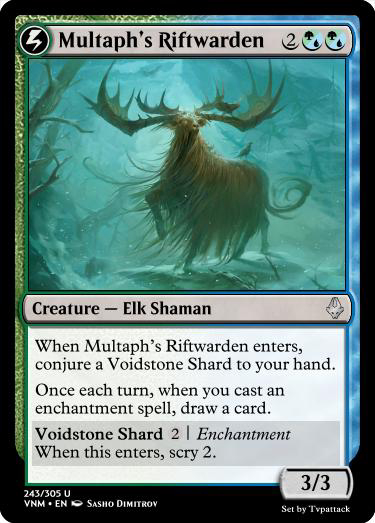 Multaph's Riftwarden 2
Creature — Elk Shaman
When Multaph's Riftwarden enters,
conjure a Voidstone Shard to your hand.
Once each turn, when you cast an
enchantment spell, draw a card.
Voidstone Shard 2 | Enchantment
When this enters, scry 2.
3/3
243/305 U
VNM • EN Sasho Dimitrov
Set by Tvpattack